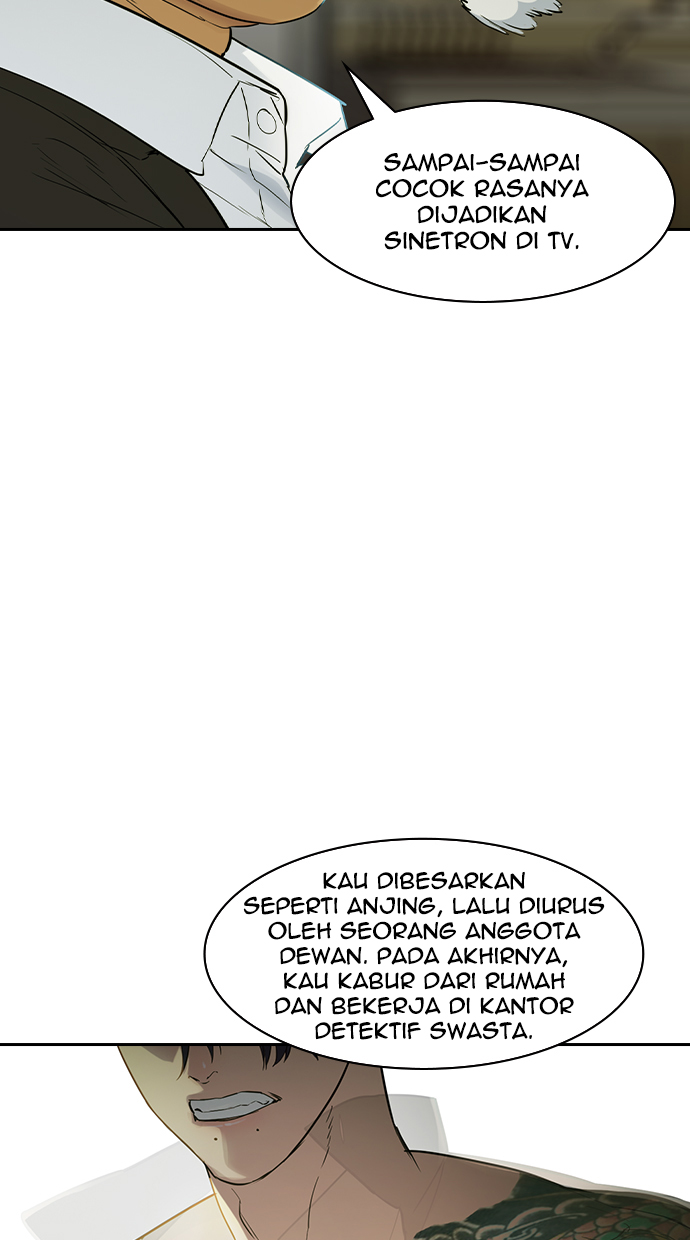 SAMPAI-SAMPAI
COCOK RASANYA
DIJADIKAN
SINETRON DI TV.
KAU DIBESARKAN
SEPERTI ANJING, LALU DIURUS
OLEH SEORANG ANGGOTA
DEWAN. PADA AKHIRNYA,
KAU KABUR DARI RUMAH
DAN BEKERJA DI KANTOR
DETEKTIF SWASTA.